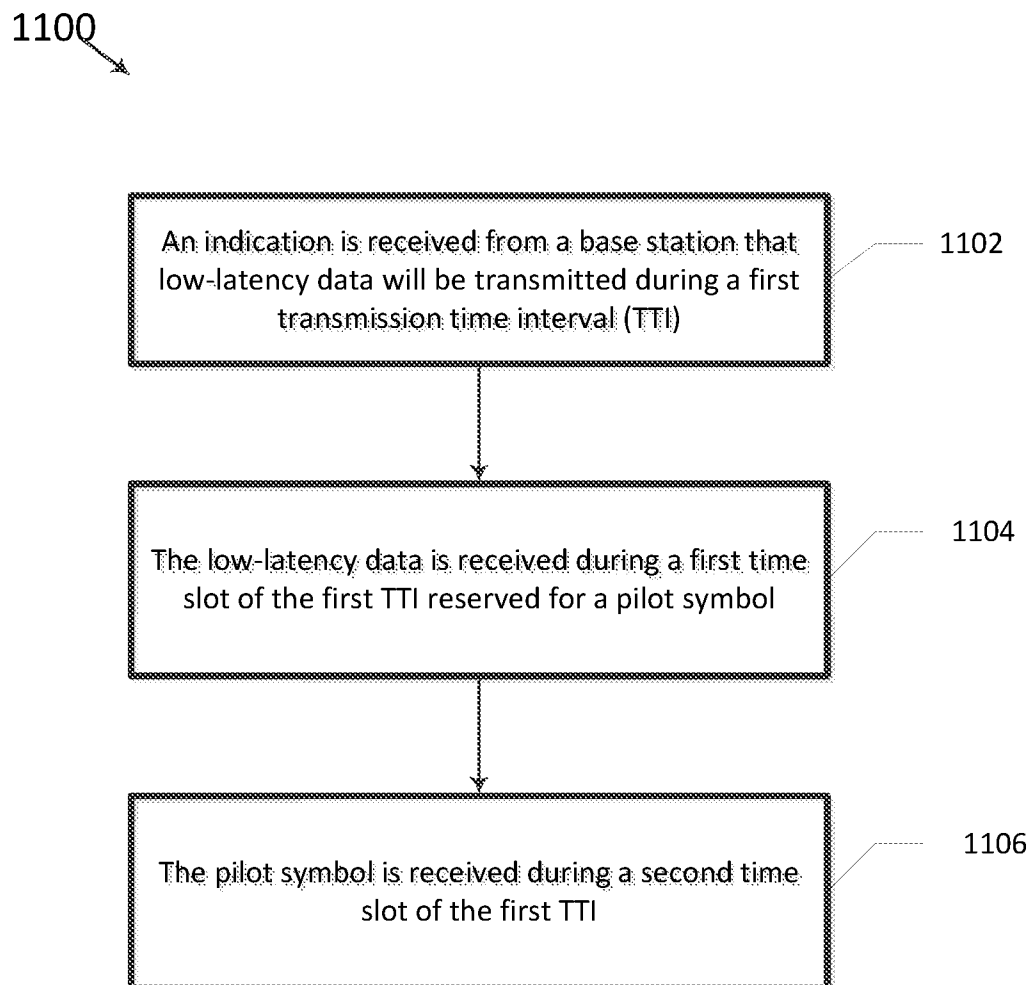 1100
An indication is received from a base station that
low-latency data will be transmitted during a first
transmission time interval (TTI)
1102
The low-latency data is received during a first time
slot of the first TTI reserved for a pilot symbol
1104
The pilot symbol is received during a second time
slot of the first TTI
1106